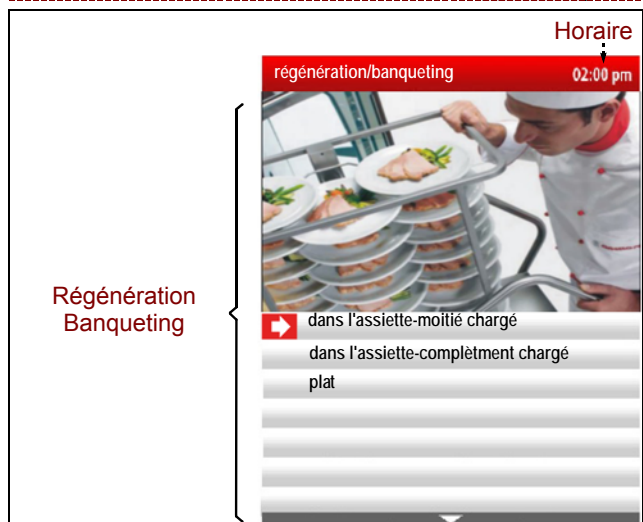 Horaire
régénération/banqueting 02:00 pm
Régénération
Banqueting
dans l'assiette-moitié chargé
dans l'assiette-complètment chargé
plat